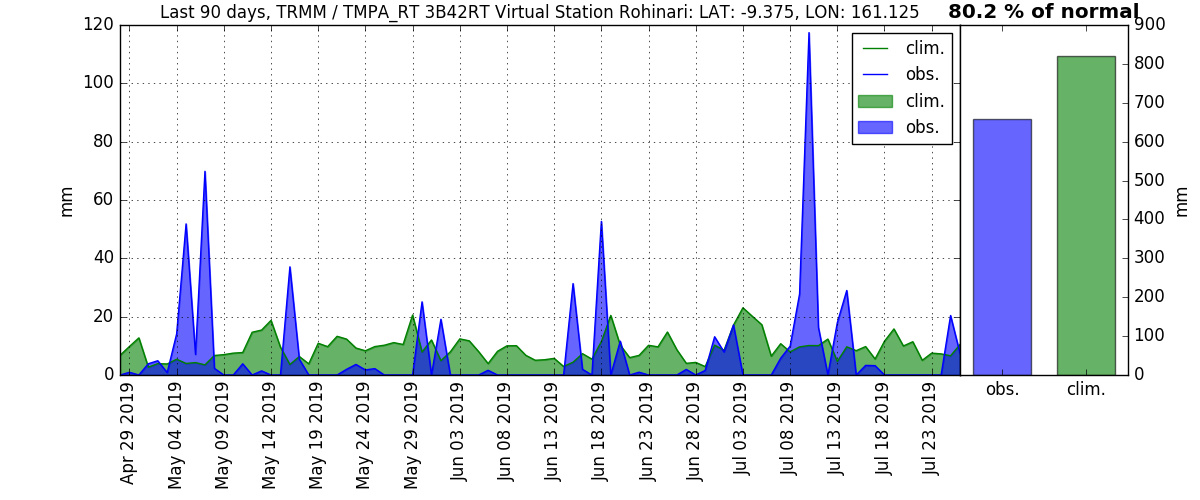 Last 90 days, TRMM / TMPA_RT 3B42RT Virtual Station Rohinari: LAT: -9.375, LON: 161.125
80.2 % of normal
120
100
80
60
40
20
0
mm
clim.
obs.
clim.
obs.
900
800
700
600
500
400
300
200
100
0
mm
obs.
clim.
Apr 29 2019
May 04 2019
May 09 2019
May 14 2019
May 19 2019
May 24 2019
May 29 2019
Jun 03 2019
Jun 08 2019
Jun 13 2019
Jun 18 2019
Jun 23 2019
Jun 28 2019
Jul 03 2019
Jul 08 2019
Jul 13 2019
Jul 18 2019
Jul 23 2019